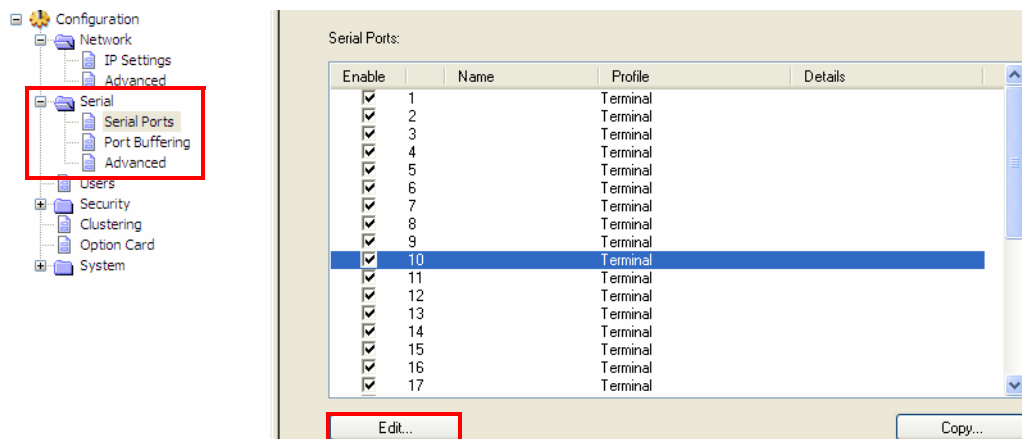 Configuration
Network
IP Settings
Advanced
Serial
Serial Ports
Port Buffering
Advanced
Users
Security
Clustering
Option Card
System
Serial Ports:
Enable Name Profile Details
1 Terminal
2 Terminal
3 Terminal
4 Terminal
5 Terminal
6 Terminal
7 Terminal
8 Terminal
9 Terminal
10 Terminal
11 Terminal
12 Terminal
13 Terminal
14 Terminal
15 Terminal
16 Terminal
17 Terminal
Edit... Copy...